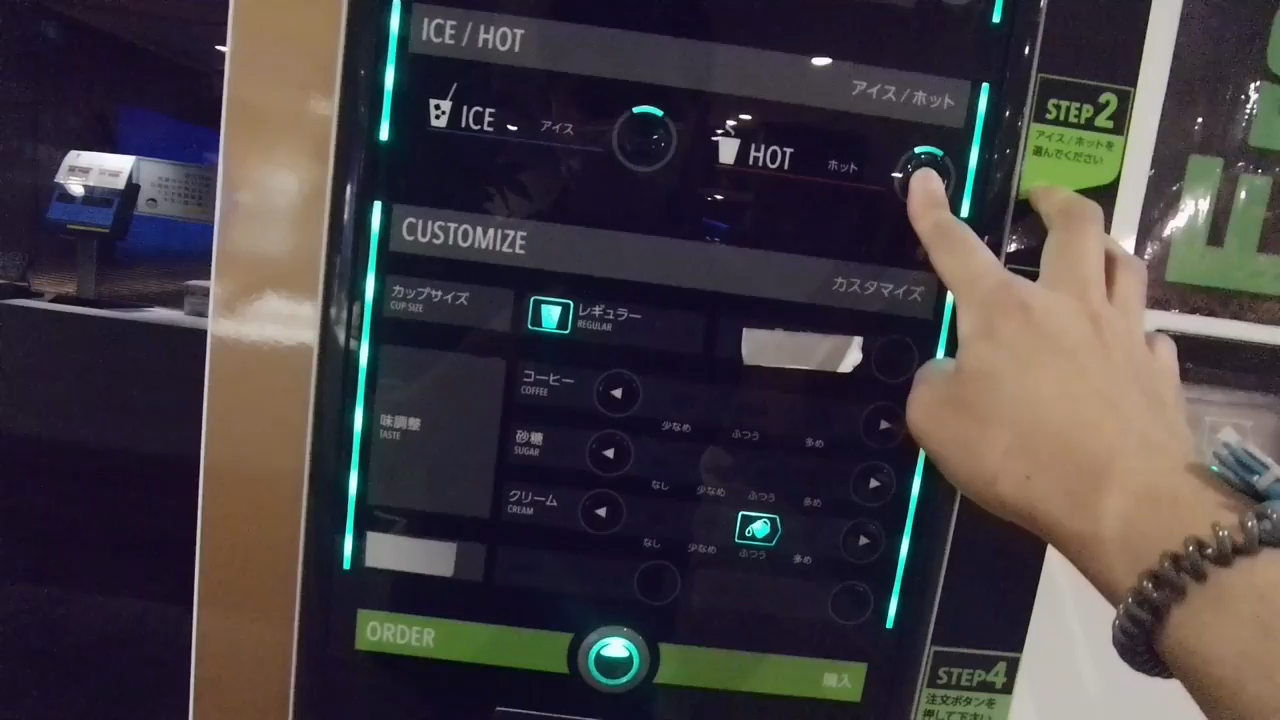 ICE / HOT
アイス / ホット
ICE アイス
HOT ホット
STEP2
アイス/ホットを
選んでください
CUSTOMIZE
カスタマイズ
カップサイズ
CUP SIZE
レギュラー
REGULAR
味調整
TASTE
コーヒー
COFFEE
少なめ ふつう 多め
砂糖
SUGAR
なし 少なめ ふつう 多め
クリーム
CREAM
なし 少なめ ふつう 多め
ORDER
購入
STEP4
注文ボタンを
押して下さい